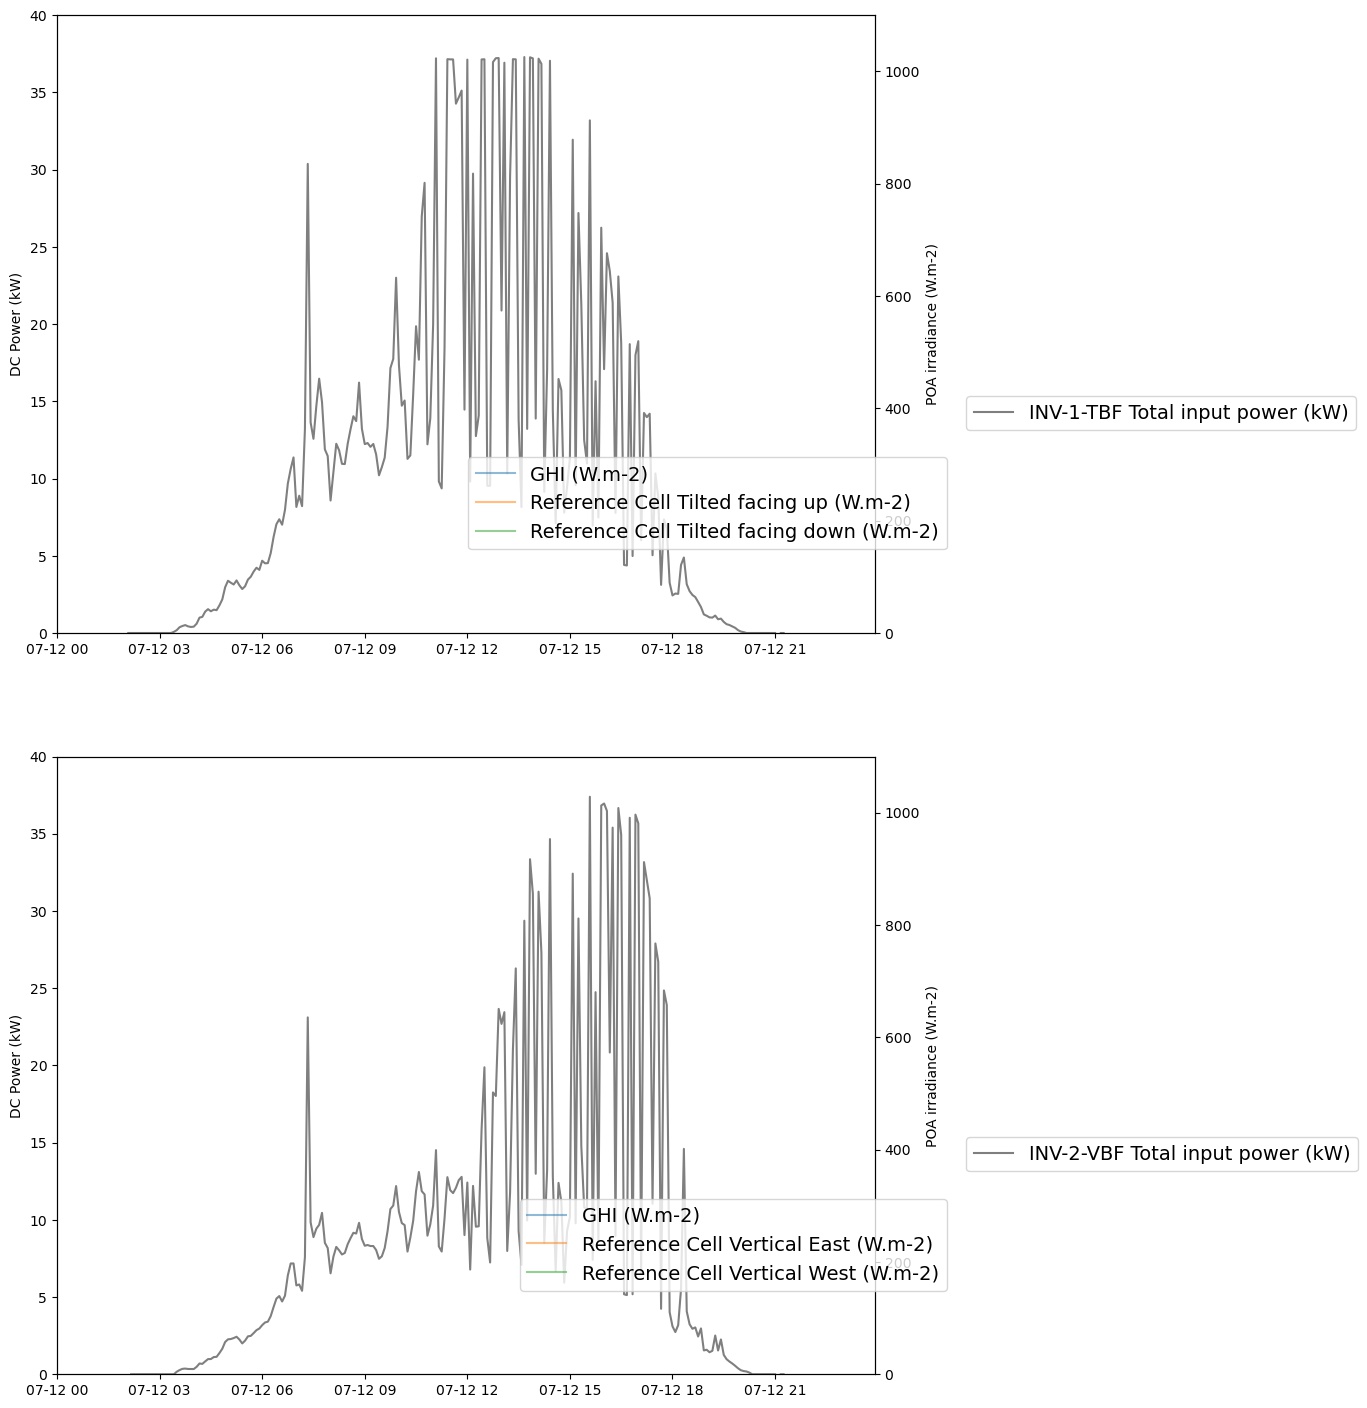 40
35
30
25
20
15
10
5
0
DC Power (kW)
1000
800
600
400
200
0
POA irradiance (W.m-2)
07-12 00 07-12 03 07-12 06 07-12 09 07-12 12 07-12 15 07-12 18 07-12 21
INV-1-TBF Total input power (kW)
GHI (W.m-2)
Reference Cell Tilted facing up (W.m-2)
Reference Cell Tilted facing down (W.m-2)
40
35
30
25
20
15
10
5
0
DC Power (kW)
1000
800
600
400
200
0
POA irradiance (W.m-2)
07-12 00 07-12 03 07-12 06 07-12 09 07-12 12 07-12 15 07-12 18 07-12 21
INV-2-VBF Total input power (kW)
GHI (W.m-2)
Reference Cell Vertical East (W.m-2)
Reference Cell Vertical West (W.m-2)